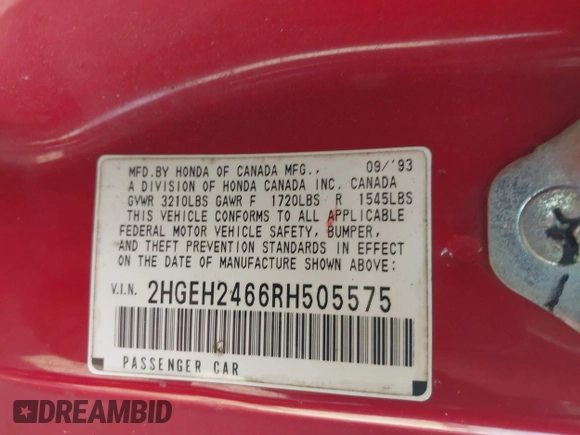 MFD.BY HONDA OF CANADA MFG., 09/'93
A DIVISION OF HONDA CANADA INC. CANADA
GVWR 3210LBS GAWR F 1720LBS R 1545LBS
THIS VEHICLE CONFORMS TO ALL APPLICABLE
FEDERAL MOTOR VEHICLE SAFETY, BUMPER,
AND THEFT PREVENTION STANDARDS IN EFFECT
ON THE DATE OF MANUFACTURE SHOWN ABOVE:
V.I.N. 2HGEH2466RH505575
PASSENGER CAR
DREAMBID